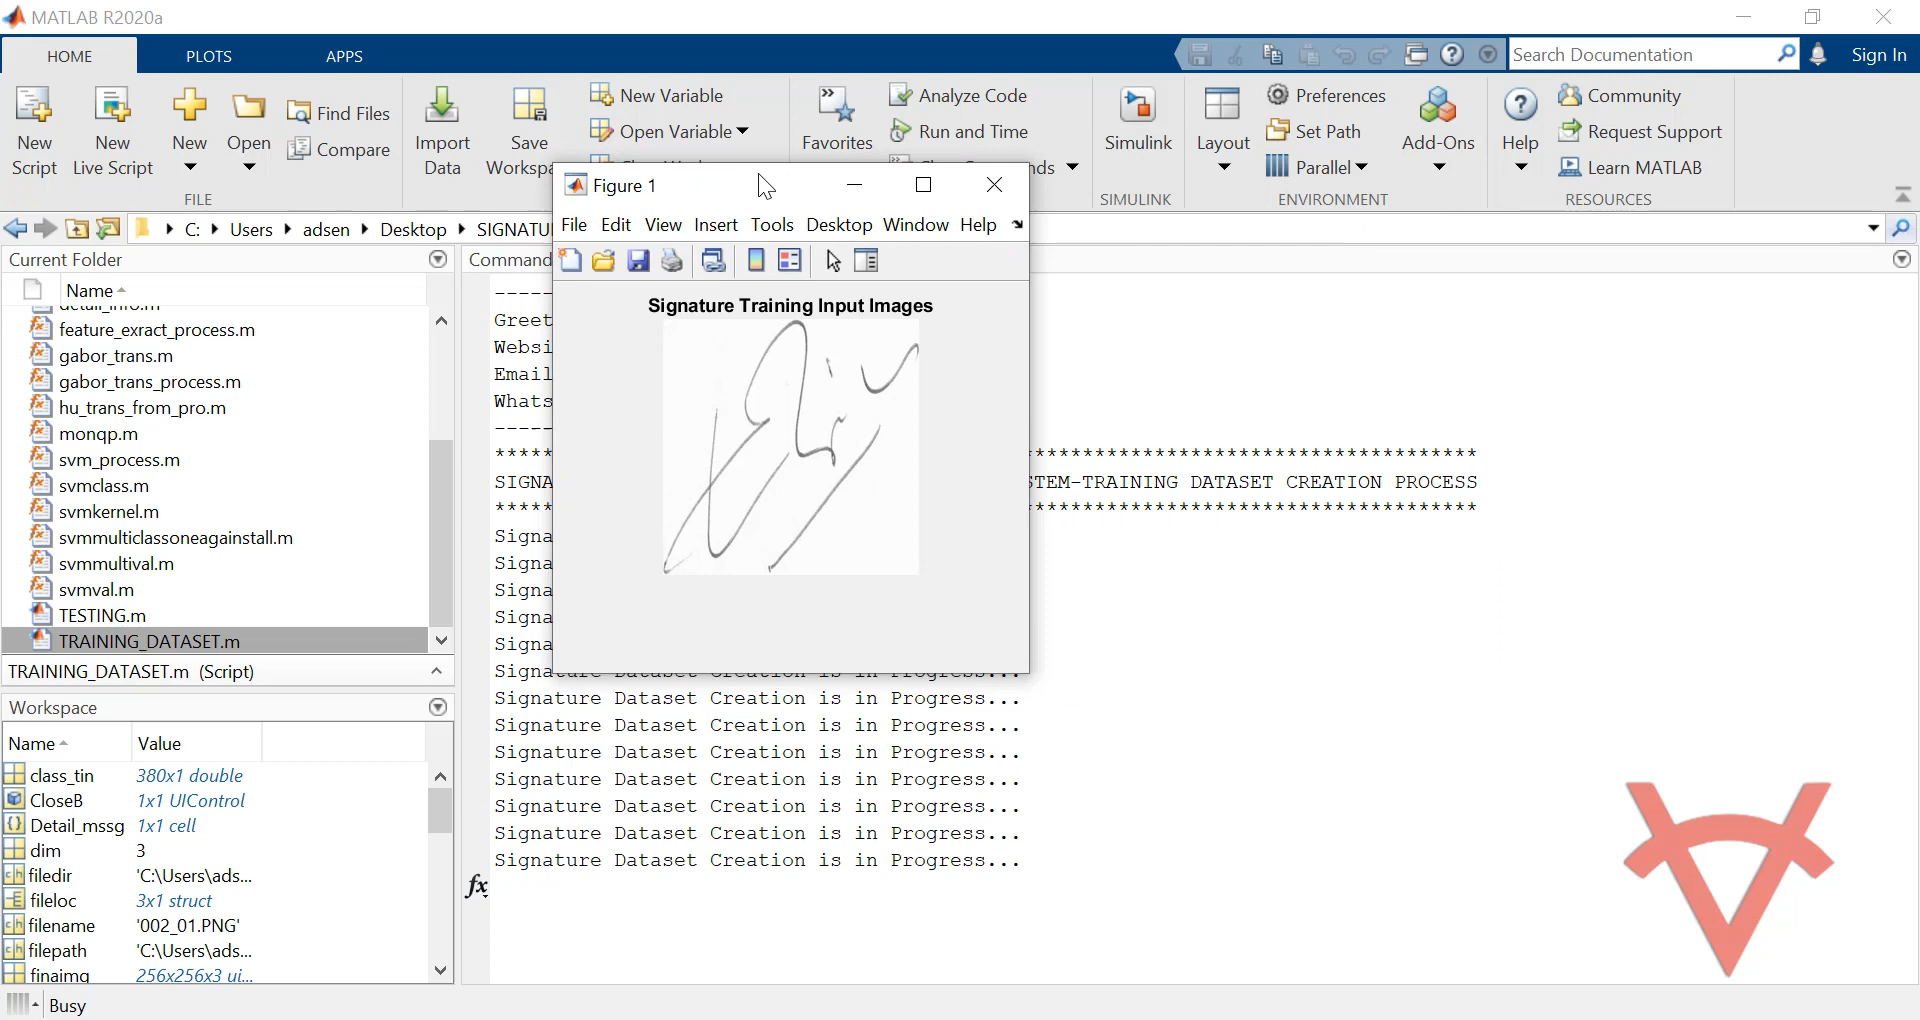 MATLAB R2020a
HOME PLOTS APPS
Search Documentation
Sign In
New Script
New Live Script
New
Open
Find Files
Compare
FILE
Import Data
Save
New Variable
Open Variable
Favorites
Analyze Code
Run and Time
Simulink
SIMULINK
Layout
Preferences
Set Path
Parallel
Add-Ons
ENVIRONMENT
Help
Community
Request Support
Learn MATLAB
RESOURCES
C: Users adsen Desktop
Current Folder
Name
feature_exract_process.m
gabor_trans.m
gabor_trans_process.m
hu_trans_from_pro.m
monqp.m
svm_process.m
svmclass.m
svmkernel.m
svmmulticlassoneagainstall.m
svmmultival.m
svmval.m
TESTING.m
TRAINING_DATASET.m
TRAINING_DATASET.m (Script)
Workspace
Name Value
class_tin 380x1 double
CloseB 1x1 UIControl
Detail_mssg 1x1 cell
dim 3
filedir 'C:\Users\ads...
fileloc 3x1 struct
filename '002_01.PNG'
filepath 'C:\Users\ads...
finaimg 256x256x3 ui...
Busy
Command
Figure 1
File Edit View Insert Tools Desktop Window Help
Signature Training Input Images
-TRAINING DATASET CREATION PROCESS
Signature Dataset Creation is in Progress...
Signature Dataset Creation is in Progress...
Signature Dataset Creation is in Progress...
Signature Dataset Creation is in Progress...
Signature Dataset Creation is in Progress...
Signature Dataset Creation is in Progress...
Signature Dataset Creation is in Progress...
fx